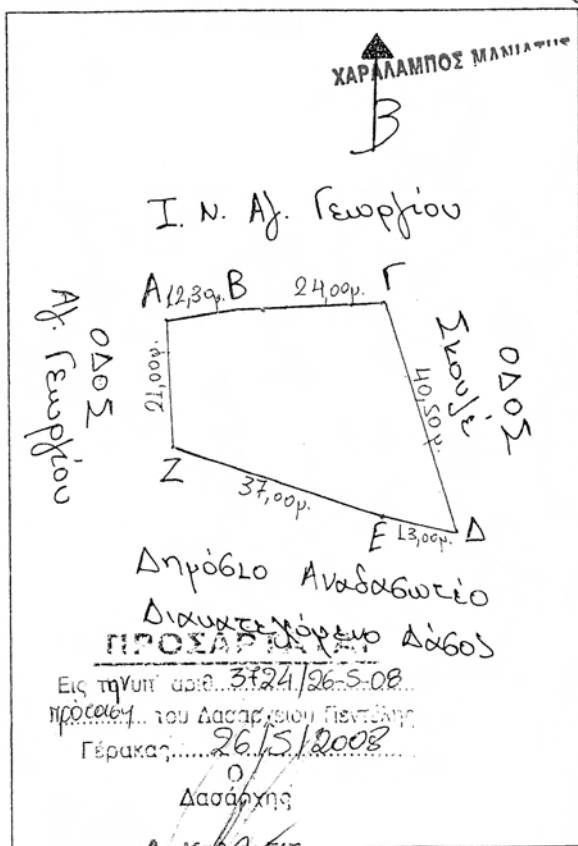 ΧΑΡΑΛΑΜΠΟΣ ΜΑΝΙΑΤΗΣ
Β
Ι. Ν. Αγ. Γεωργίου
Α 12,30μ. Β 24,00μ. Γ
ΟΔΟΣ
Αγ. Γεωργίου
21,00μ.
40,50μ.
ΟΔΟΣ
Σκουζέ
Ζ
37,00μ.
Ε 13,00μ. Δ
Δημόσιο Αναδασωτέο
Διακατεχόμενο Δάσος
ΠΡΟΣΑΡΤΑΤΑΙ
Εις την υπ' αριθ. 3724/26-5-08
πρόταση του Δασαρχείου Πεντέλης
Γέρακας 26/5/2008
Ο
Δασάρχης